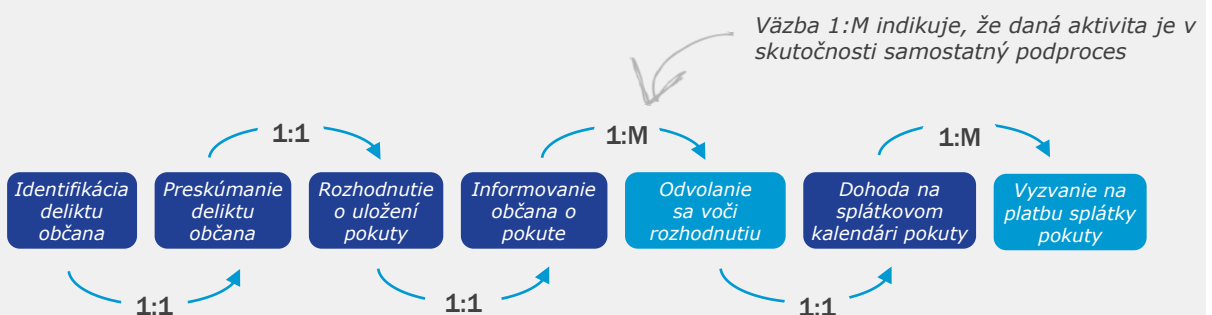 Väzba 1:M indikuje, že daná aktivita je v
skutočnosti samostatný podproces
1:1
1:M
1:M
Identifikácia
deliktu
občana
Preskúmanie
deliktu
občana
Rozhodnutie
o uložení
pokuty
Informovanie
občana o
pokute
Odvolanie
sa voči
rozhodnutiu
Dohoda na
splátkovom
kalendári pokuty
Vyzvanie na
platbu splátky
pokuty
1:1
1:1
1:1